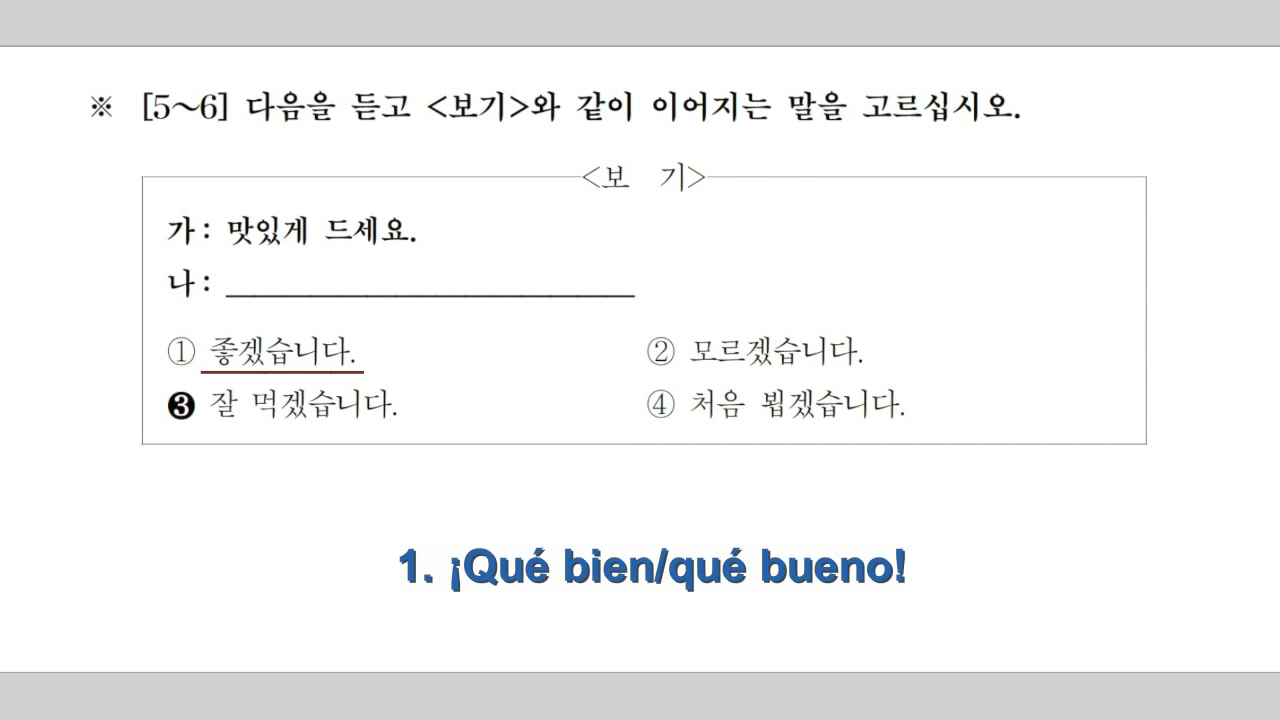 ※ [5～6] 다음을 듣고 <보기>와 같이 이어지는 말을 고르십시오.
<보 기>
가: 맛있게 드세요.
나: ____________________
① 좋겠습니다. ② 모르겠습니다.
❸ 잘 먹겠습니다. ④ 처음 뵙겠습니다.
1. ¡Qué bien/qué bueno!